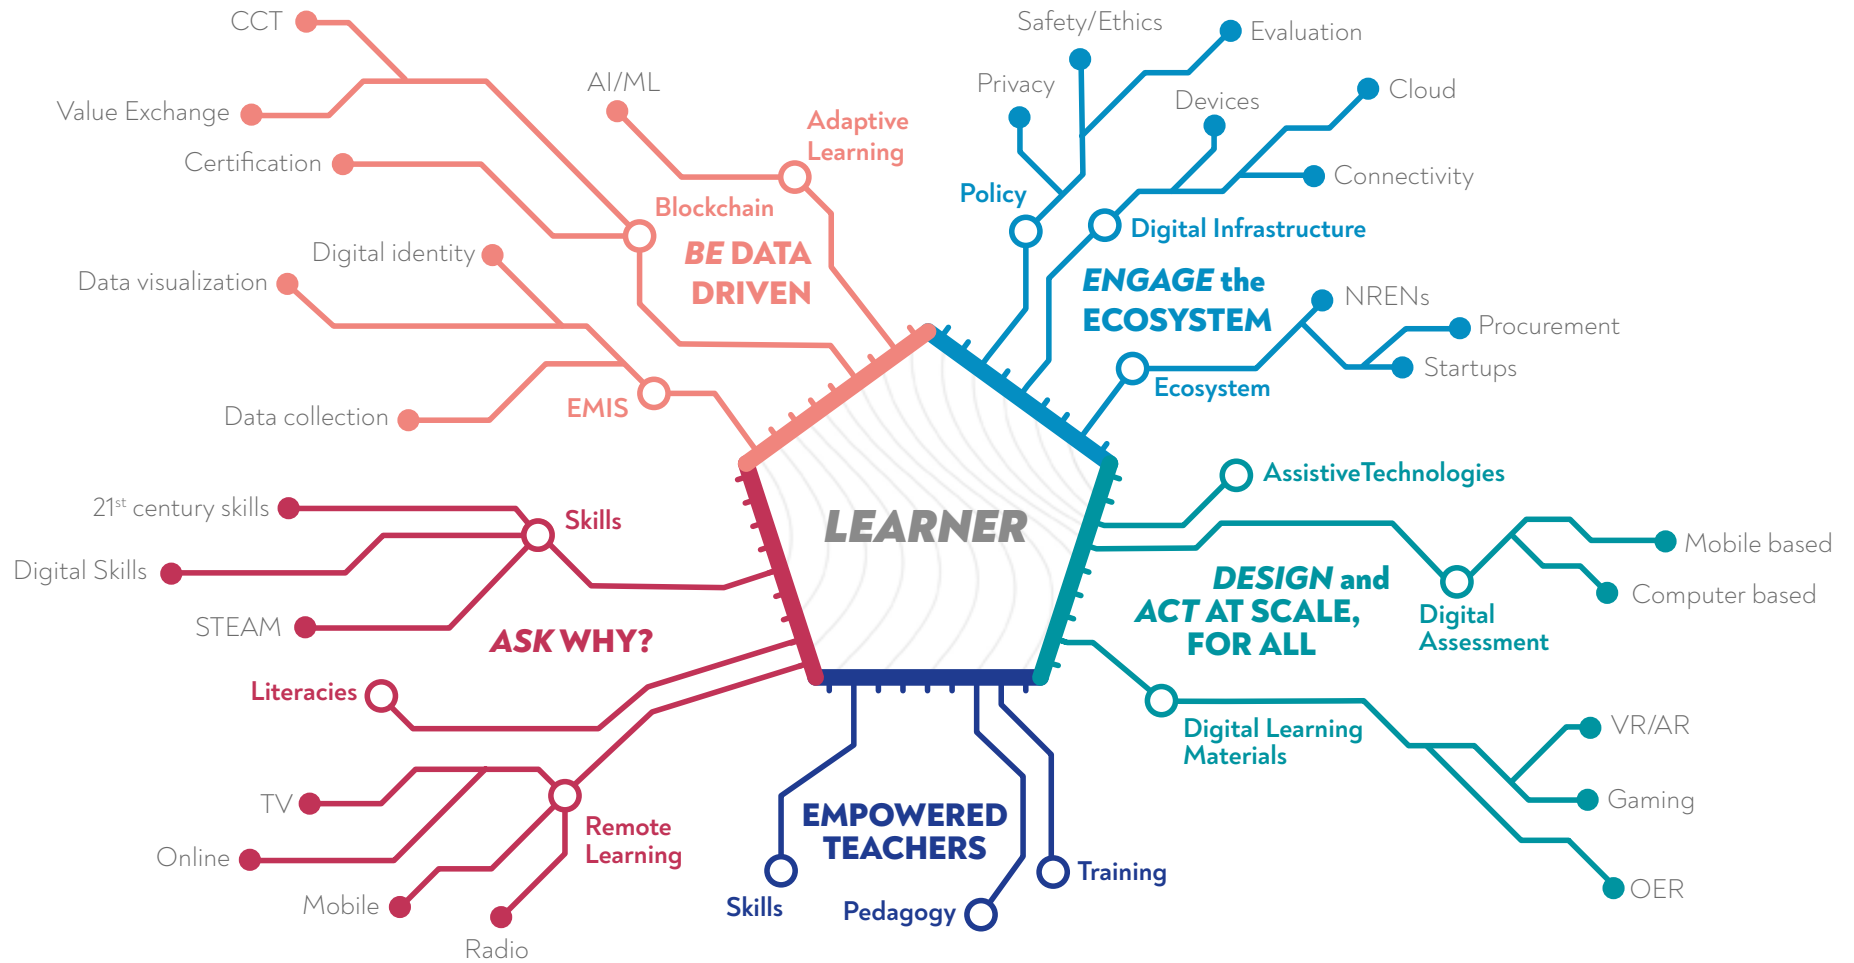 CCT
Value Exchange
Certification
AI/ML
Adaptive
Learning
Blockchain
BE DATA
DRIVEN
Digital identity
Data visualization
Data collection
EMIS
Safety/Ethics
Evaluation
Privacy
Devices
Cloud
Connectivity
Policy
Digital Infrastructure
ENGAGE the
ECOSYSTEM
NRENs
Procurement
Startups
Ecosystem
LEARNER
21st century skills
Skills
Digital Skills
STEAM
ASK WHY?
Literacies
TV
Online
Mobile
Radio
Remote
Learning
AssistiveTechnologies
Mobile based
Computer based
DESIGN and
ACT AT SCALE,
FOR ALL
Digital
Assessment
Digital Learning
Materials
VR/AR
Gaming
OER
EMPOWERED
TEACHERS
Skills
Pedagogy
Training